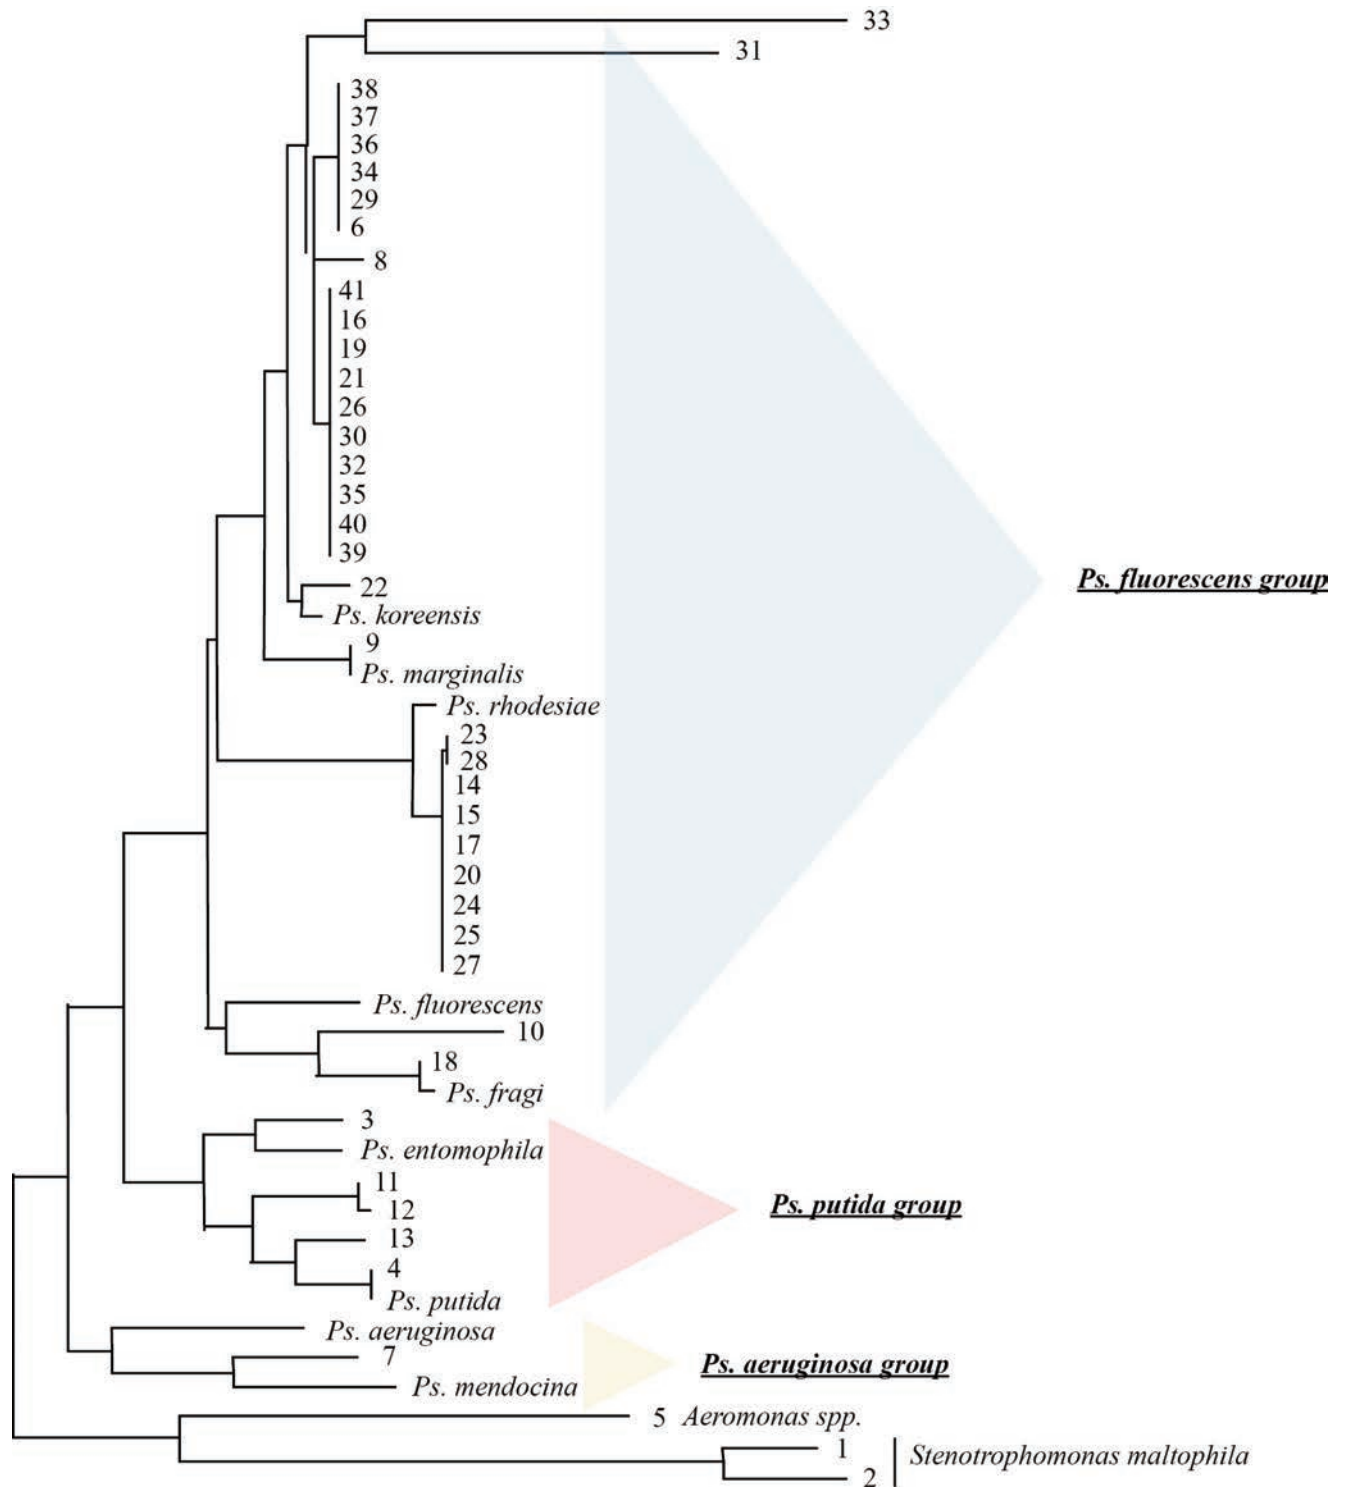 33
31
38
37
36
34
29
6
8
41
16
19
21
26
30
32
35
40
39
22
Ps. fluorescens group
Ps. koreensis
9
Ps. marginalis
Ps. rhodesiae
23
28
14
15
17
20
24
25
27
Ps. fluorescens
10
18
Ps. fragi
3
Ps. entomophila
11
12
Ps. putida group
13
4
Ps. putida
Ps. aeruginosa
7
Ps. aeruginosa group
Ps. mendocina
5 Aeromonas spp.
1
Stenotrophomonas maltophila
2